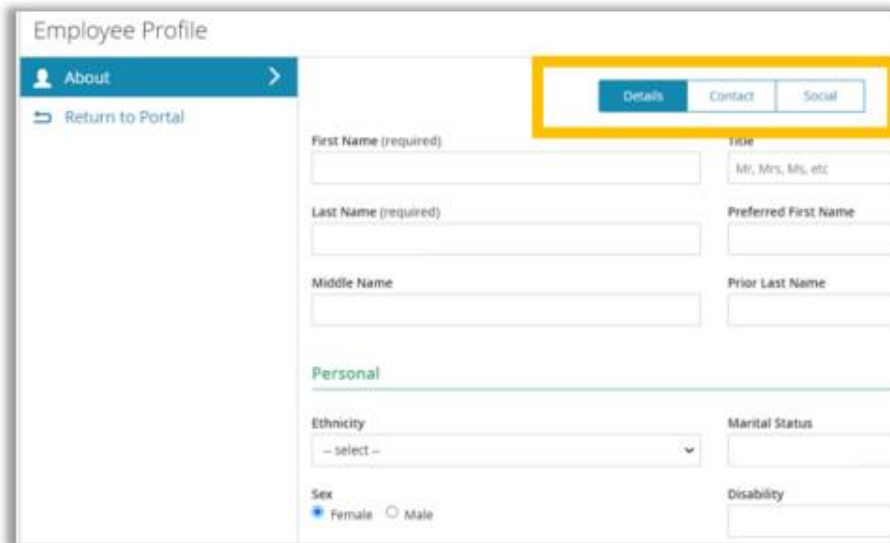 Employee Profile
About
Return to Portal
Details Contact Social
First Name (required) Title
Mr, Mrs, Ms, etc
Last Name (required) Preferred First Name
Middle Name Prior Last Name
Personal
Ethnicity Marital Status
-- select --
Sex Disability
Female Male